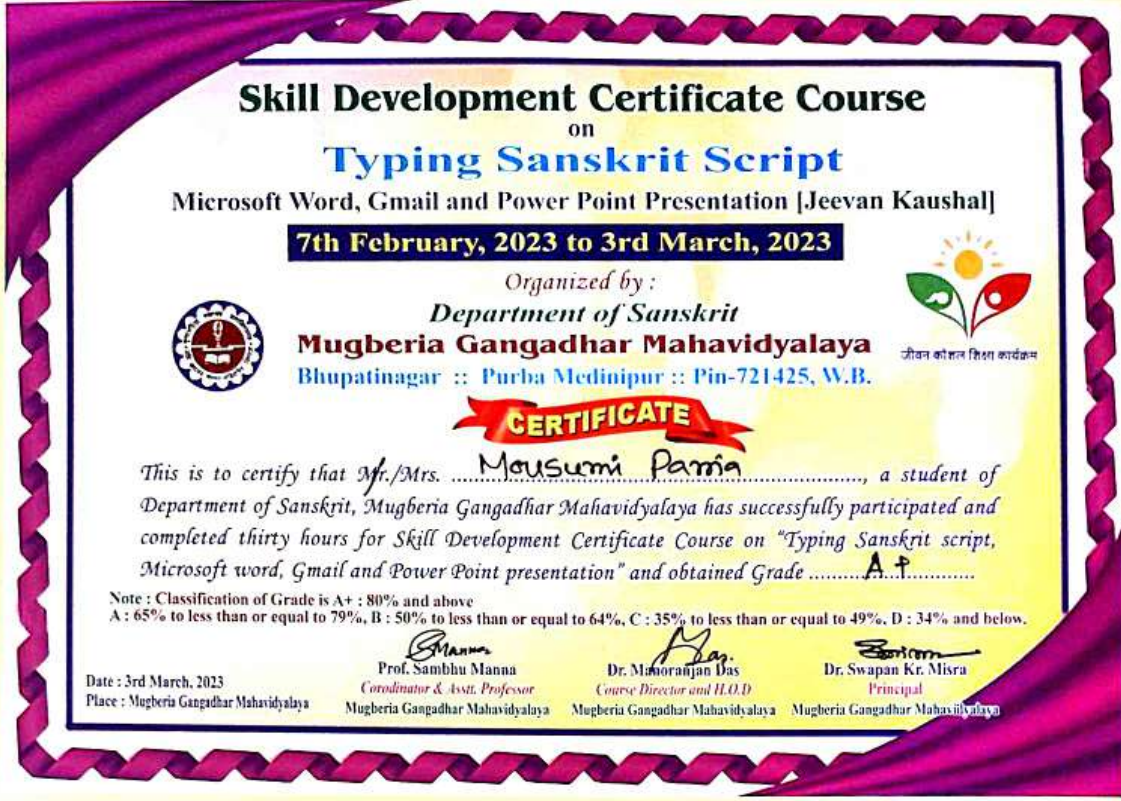 Skill Development Certificate Course
on
Typing Sanskrit Script
Microsoft Word, Gmail and Power Point Presentation [Jeevan Kaushal]
7th February, 2023 to 3rd March, 2023
Organized by :
Department of Sanskrit
Mugberia Gangadhar Mahavidyalaya
Bhupatinagar :: Purba Medinipur :: Pin-721425, W.B.
जीवन कौशल शिक्षा कार्यक्रम
CERTIFICATE
This is to certify that Mr./Mrs. Mousumi Panja, a student of
Department of Sanskrit, Mugberia Gangadhar Mahavidyalaya has successfully participated and
completed thirty hours for Skill Development Certificate Course on "Typing Sanskrit script,
Microsoft word, Gmail and Power Point presentation" and obtained Grade A+
Note : Classification of Grade is A+ : 80% and above
A : 65% to less than or equal to 79%, B : 50% to less than or equal to 64%, C : 35% to less than or equal to 49%, D : 34% and below.
SManna
Prof. Sambhu Manna
Corodinator & Asstt. Professor
Mugberia Gangadhar Mahavidyalaya
Dr. Manoranjan Das
Course Director and H.O.D
Mugberia Gangadhar Mahavidyalaya
Dr. Swapan Kr. Misra
Principal
Mugberia Gangadhar Mahaviilyalaya
Date : 3rd March, 2023
Place : Mugberia Gangadhar Mahavidyalaya